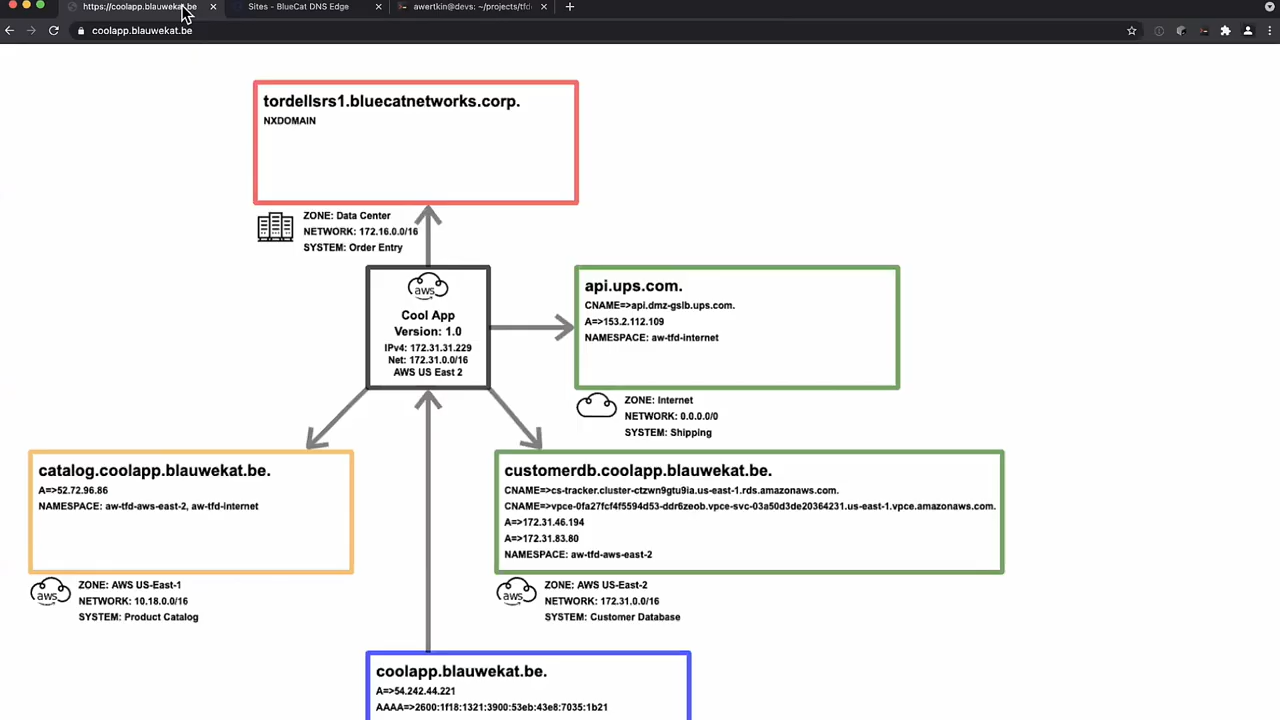 https://coolapp.blauwekat.be
Sites - BlueCat DNS Edge
awertkin@devs: ~/projects/tfd
coolapp.blauwekat.be
tordellsrs1.bluecatnetworks.corp.
NXDOMAIN
ZONE: Data Center
NETWORK: 172.16.0.0/16
SYSTEM: Order Entry
aws
Cool App
Version: 1.0
IPv4: 172.31.31.229
Net: 172.31.0.0/16
AWS US East 2
api.ups.com.
CNAME=>api.dmz-gslb.ups.com.
A=>153.2.112.109
NAMESPACE: aw-tfd-internet
ZONE: Internet
NETWORK: 0.0.0.0/0
SYSTEM: Shipping
catalog.coolapp.blauwekat.be.
A=>52.72.96.86
NAMESPACE: aw-tfd-aws-east-2, aw-tfd-internet
aws
ZONE: AWS US-East-1
NETWORK: 10.18.0.0/16
SYSTEM: Product Catalog
customerdb.coolapp.blauwekat.be.
CNAME=>cs-tracker.cluster-ctzwn9gtu9ia.us-east-1.rds.amazonaws.com.
CNAME=>vpce-0fa27fcf4f5594d53-ddr6zeob.vpce-svc-03a50d3de20364231.us-east-1.vpce.amazonaws.com.
A=>172.31.46.194
A=>172.31.83.80
NAMESPACE: aw-tfd-aws-east-2
aws
ZONE: AWS US-East-2
NETWORK: 172.31.0.0/16
SYSTEM: Customer Database
coolapp.blauwekat.be.
A=>54.242.44.221
AAAA=>2600:1f18:1321:3900:53eb:43e8:7035:1b21